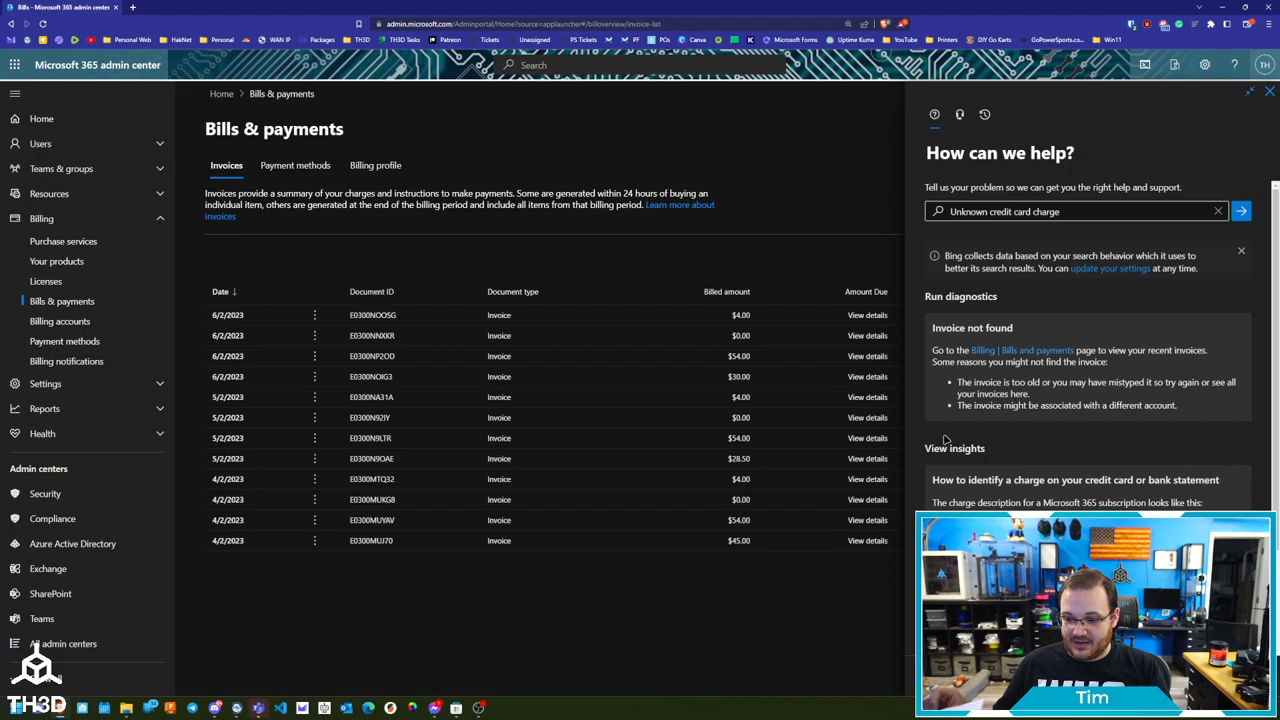 Bills - Microsoft 365 admin center
admin.microsoft.com/Adminportal/Home?source=applauncher#/billoverview/invoice-list
Personal Web
HakNet
Personal
WAN IP
Packages
TH3D
TH3D Tasks
Patreon
Tickets
Unassigned
PS Tickets
PF
POs
Canva
Microsoft Forms
Uptime Kuma
YouTube
Printers
DIY Go Karts
GoPowerSports.co...
Win11
Microsoft 365 admin center
Search
TH
Home
Users
Teams & groups
Resources
Billing
Purchase services
Your products
Licenses
Bills & payments
Billing accounts
Payment methods
Billing notifications
Settings
Reports
Health
Admin centers
Security
Compliance
Azure Active Directory
Exchange
SharePoint
Teams
All admin centers
Home > Bills & payments
Bills & payments
Invoices Payment methods Billing profile
Invoices provide a summary of your charges and instructions to make payments. Some are generated within 24 hours of buying an
individual item, others are generated at the end of the billing period and include all items from that billing period. Learn more about
invoices
Date ↓ Document ID Document type Billed amount Amount Due
6/2/2023 E0300NOOSG Invoice $4.00 View details
6/2/2023 E0300NNXKR Invoice $0.00 View details
6/2/2023 E0300NP2OD Invoice $54.00 View details
6/2/2023 E0300NOIG3 Invoice $30.00 View details
5/2/2023 E0300NA31A Invoice $4.00 View details
5/2/2023 E0300N92IY Invoice $0.00 View details
5/2/2023 E0300N9LTR Invoice $54.00 View details
5/2/2023 E0300N9OAE Invoice $28.50 View details
4/2/2023 E0300MTQ32 Invoice $4.00 View details
4/2/2023 E0300MUKG8 Invoice $0.00 View details
4/2/2023 E0300MUYAV Invoice $54.00 View details
4/2/2023 E0300MUJ70 Invoice $45.00 View details
How can we help?
Tell us your problem so we can get you the right help and support.
Unknown credit card charge
Bing collects data based on your search behavior which it uses to
better its search results. You can update your settings at any time.
Run diagnostics
Invoice not found
Go to the Billing | Bills and payments page to view your recent invoices.
Some reasons you might not find the invoice:
• The invoice is too old or you may have mistyped it so try again or see all
your invoices here.
• The invoice might be associated with a different account.
View insights
How to identify a charge on your credit card or bank statement
The charge description for a Microsoft 365 subscription looks like this:
TH3D
Tim